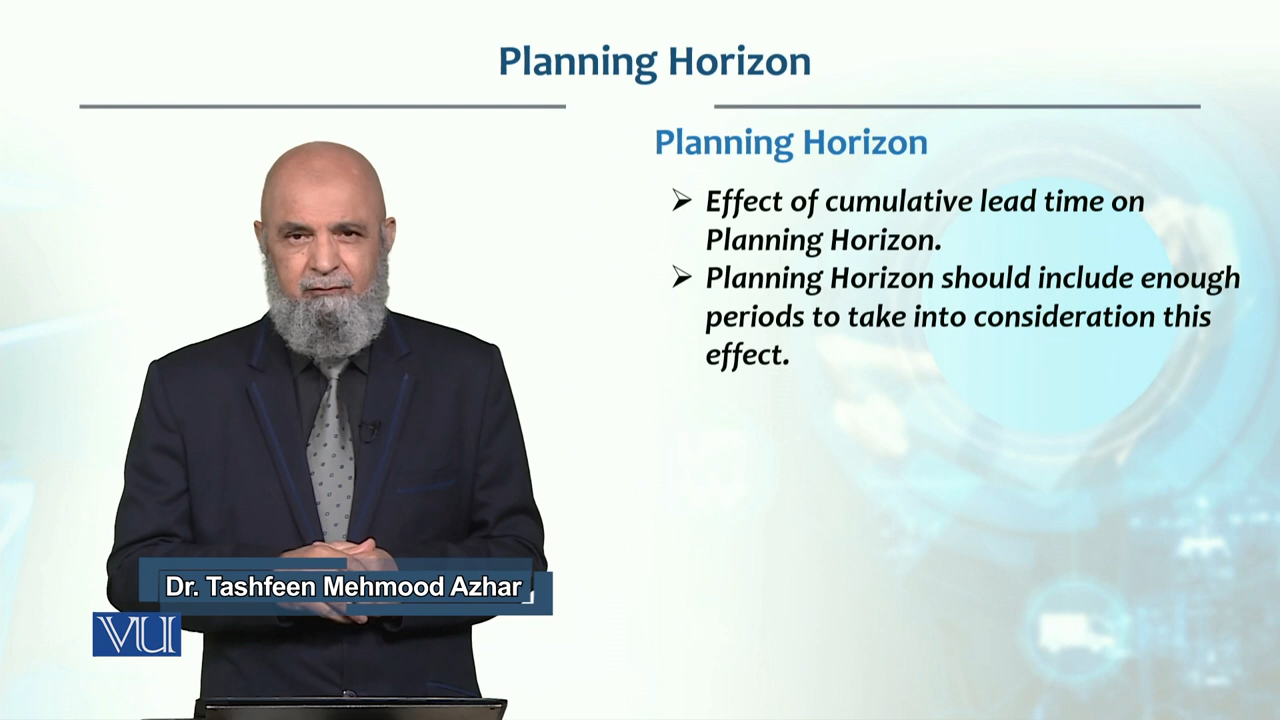 Planning Horizon
Planning Horizon
➢ Effect of cumulative lead time on
Planning Horizon.
➢ Planning Horizon should include enough
periods to take into consideration this
effect.
Dr. Tashfeen Mehmood Azhar
VU